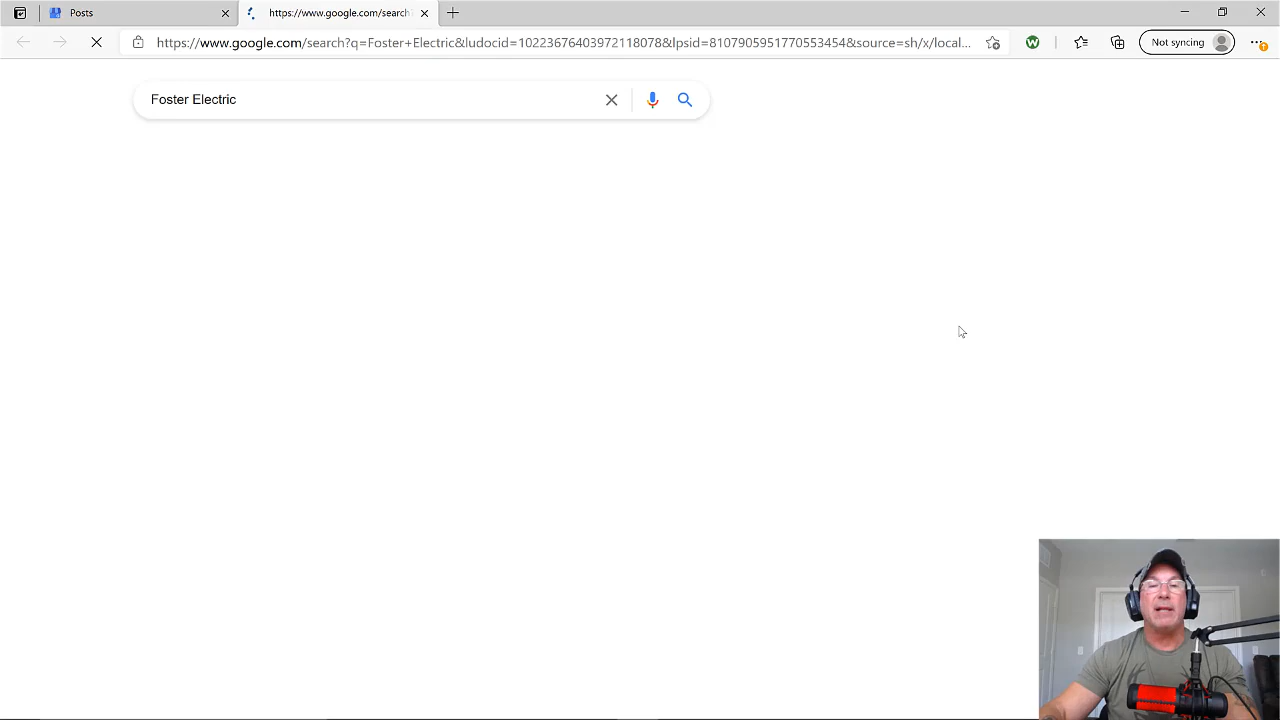 Posts
https://www.google.com/search?
https://www.google.com/search?q=Foster+Electric&ludocid=10223676403972118078&lpsid=8107905951770553454&source=sh/x/local...
W
Not syncing
Foster Electric